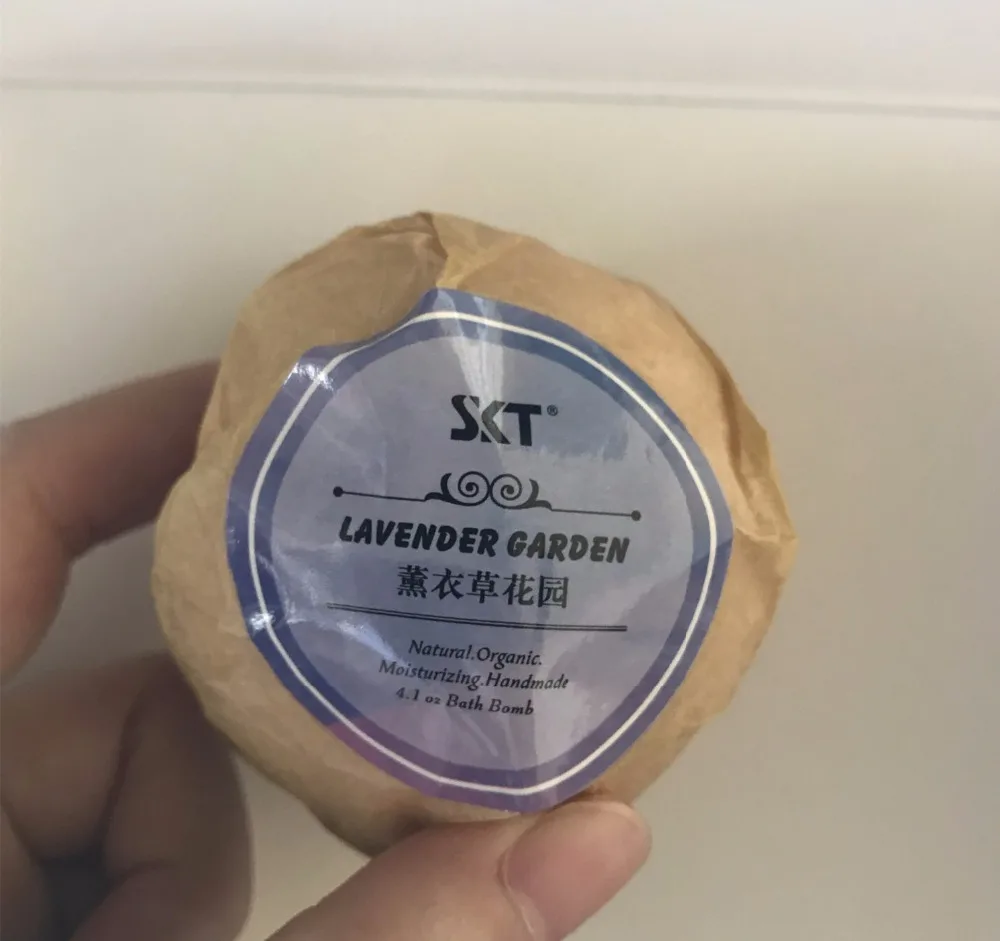 SKT®
LAVENDER GARDEN
薰衣草花园
Natural.Organic.
Moisturizing.Handmade
4.1 oz Bath Bomb